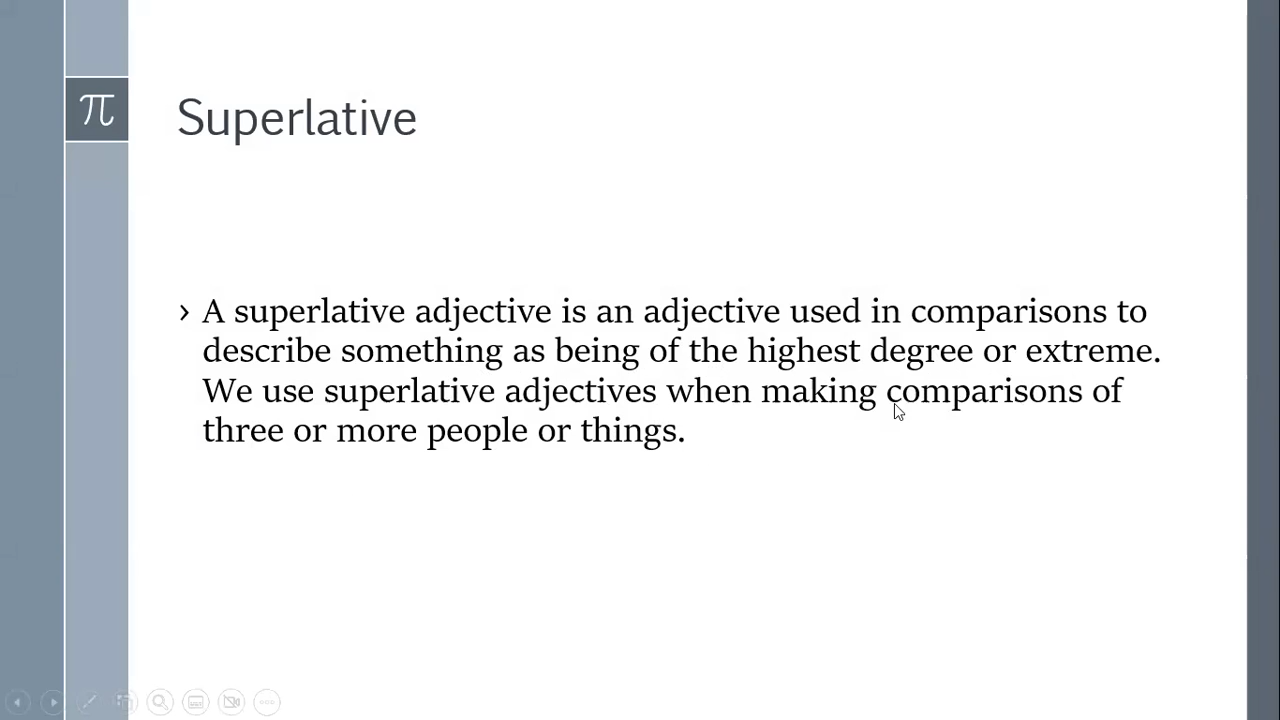 π
Superlative
› A superlative adjective is an adjective used in comparisons to
describe something as being of the highest degree or extreme.
We use superlative adjectives when making comparisons of
three or more people or things.